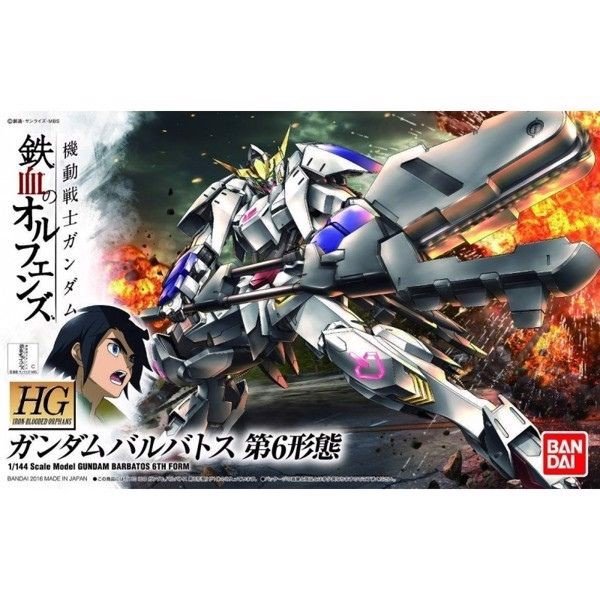 ©創通・サンライズ・MBS
機動戦士ガンダム
鉄血のオルフェンズ
HG
IRON-BLOODED ORPHANS
ガンダムバルバトス 第6形態
1/144 Scale Model GUNDAM BARBATOS 6TH FORM
BANDAI 2016 MADE IN JAPAN
BAN
DAI